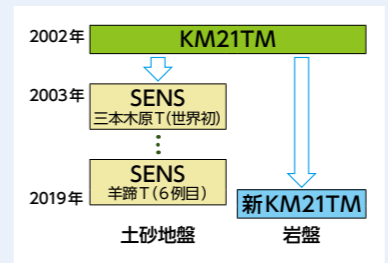 2002年 KM21TM
2003年 SENS
三本木原T(世界初)
SENS
2019年 羊蹄T(6例目)
新KM21TM
土砂地盤 岩盤